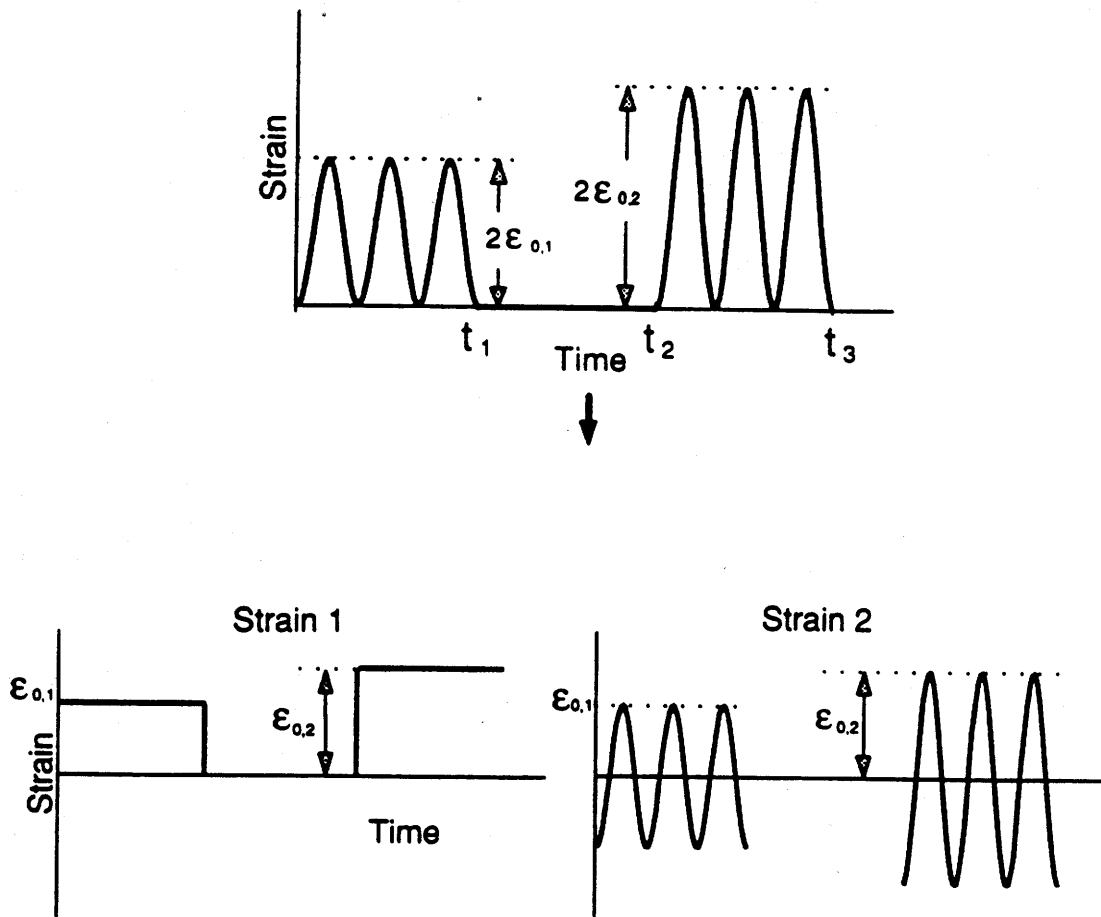 Strain
2ε0,1
2ε0,2
t1
t2
t3
Time
Strain 1
Strain 2
ε0,1
ε0,2
Strain
Time
ε0,1
ε0,2